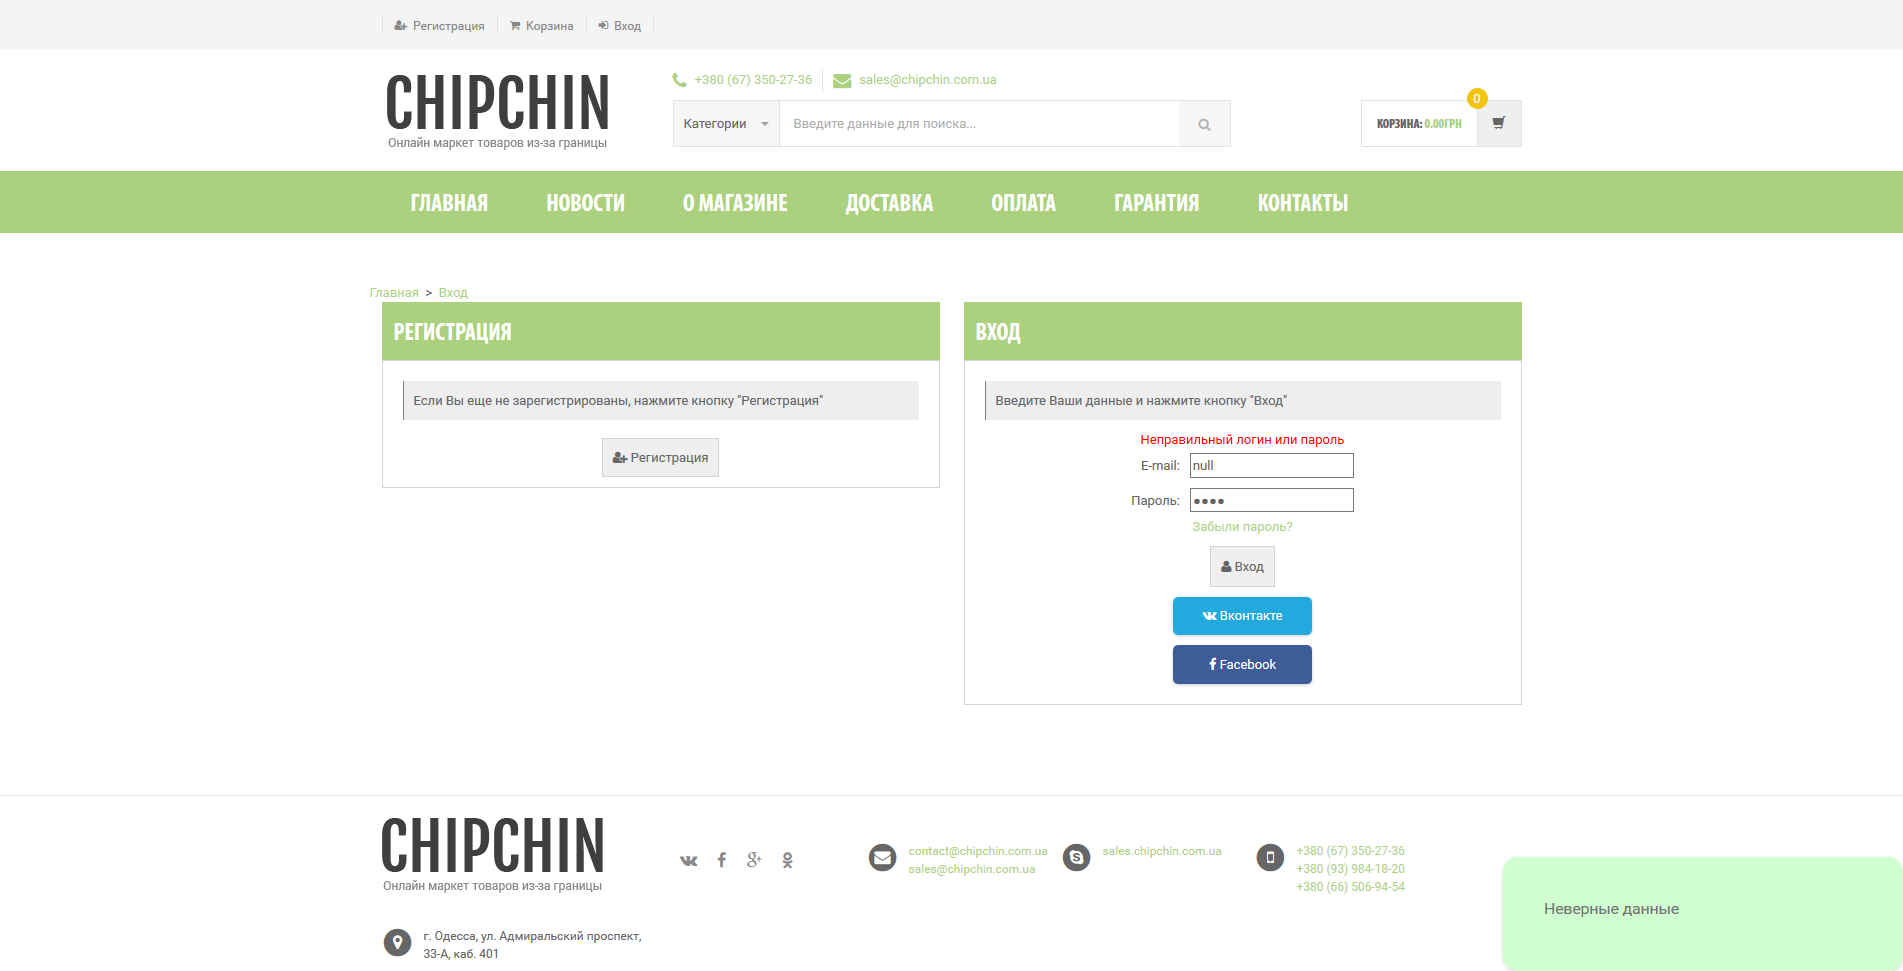 Регистрация
Корзина
Вход
CHIPCHIN
Онлайн маркет товаров из-за границы
+380 (67) 350-27-36
sales@chipchin.com.ua
Категории
Введите данные для поиска...
0
КОРЗИНА: 0.00ГРН
ГЛАВНАЯ
НОВОСТИ
О МАГАЗИНЕ
ДОСТАВКА
ОПЛАТА
ГАРАНТИЯ
КОНТАКТЫ
Главная > Вход
РЕГИСТРАЦИЯ
Если Вы еще не зарегистрированы, нажмите кнопку "Регистрация"
Регистрация
ВХОД
Введите Ваши данные и нажмите кнопку "Вход"
Неправильный логин или пароль
E-mail: null
Пароль: ••••
Забыли пароль?
Вход
Вконтакте
Facebook
CHIPCHIN
Онлайн маркет товаров из-за границы
contact@chipchin.com.ua
sales@chipchin.com.ua
sales.chipchin.com.ua
+380 (67) 350-27-36
+380 (93) 984-18-20
+380 (66) 506-94-54
г. Одесса, ул. Адмиральский проспект,
33-А, каб. 401
Неверные данные